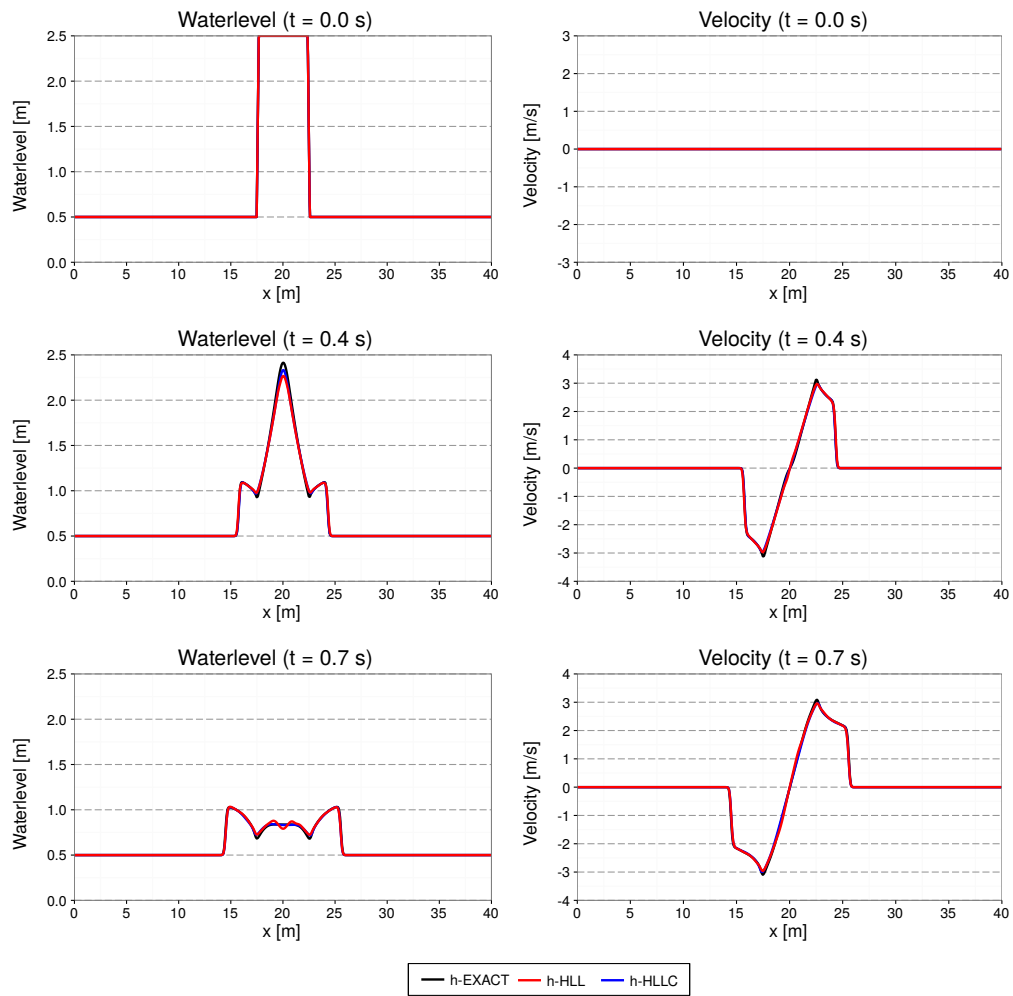 Waterlevel (t = 0.0 s)
Waterlevel [m]
2.5
2.0
1.5
1.0
0.5
0.0
0 5 10 15 20 25 30 35 40
x [m]
Velocity (t = 0.0 s)
Velocity [m/s]
3
2
1
0
-1
-2
-3
0 5 10 15 20 25 30 35 40
x [m]
Waterlevel (t = 0.4 s)
Waterlevel [m]
2.5
2.0
1.5
1.0
0.5
0.0
0 5 10 15 20 25 30 35 40
x [m]
Velocity (t = 0.4 s)
Velocity [m/s]
4
3
2
1
0
-1
-2
-3
-4
0 5 10 15 20 25 30 35 40
x [m]
Waterlevel (t = 0.7 s)
Waterlevel [m]
2.5
2.0
1.5
1.0
0.5
0.0
0 5 10 15 20 25 30 35 40
x [m]
Velocity (t = 0.7 s)
Velocity [m/s]
4
3
2
1
0
-1
-2
-3
-4
0 5 10 15 20 25 30 35 40
x [m]
h-EXACT h-HLL h-HLLC